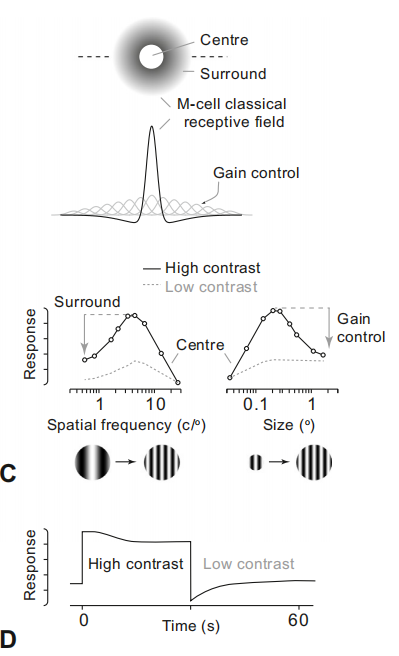 Centre
Surround
M-cell classical
receptive field
Gain control
High contrast
Low contrast
Surround
Response
Centre
Gain
control
1 10
0.1 1
Spatial frequency (c/º)
Size (º)
C
Response
High contrast
Low contrast
0
60
Time (s)
D